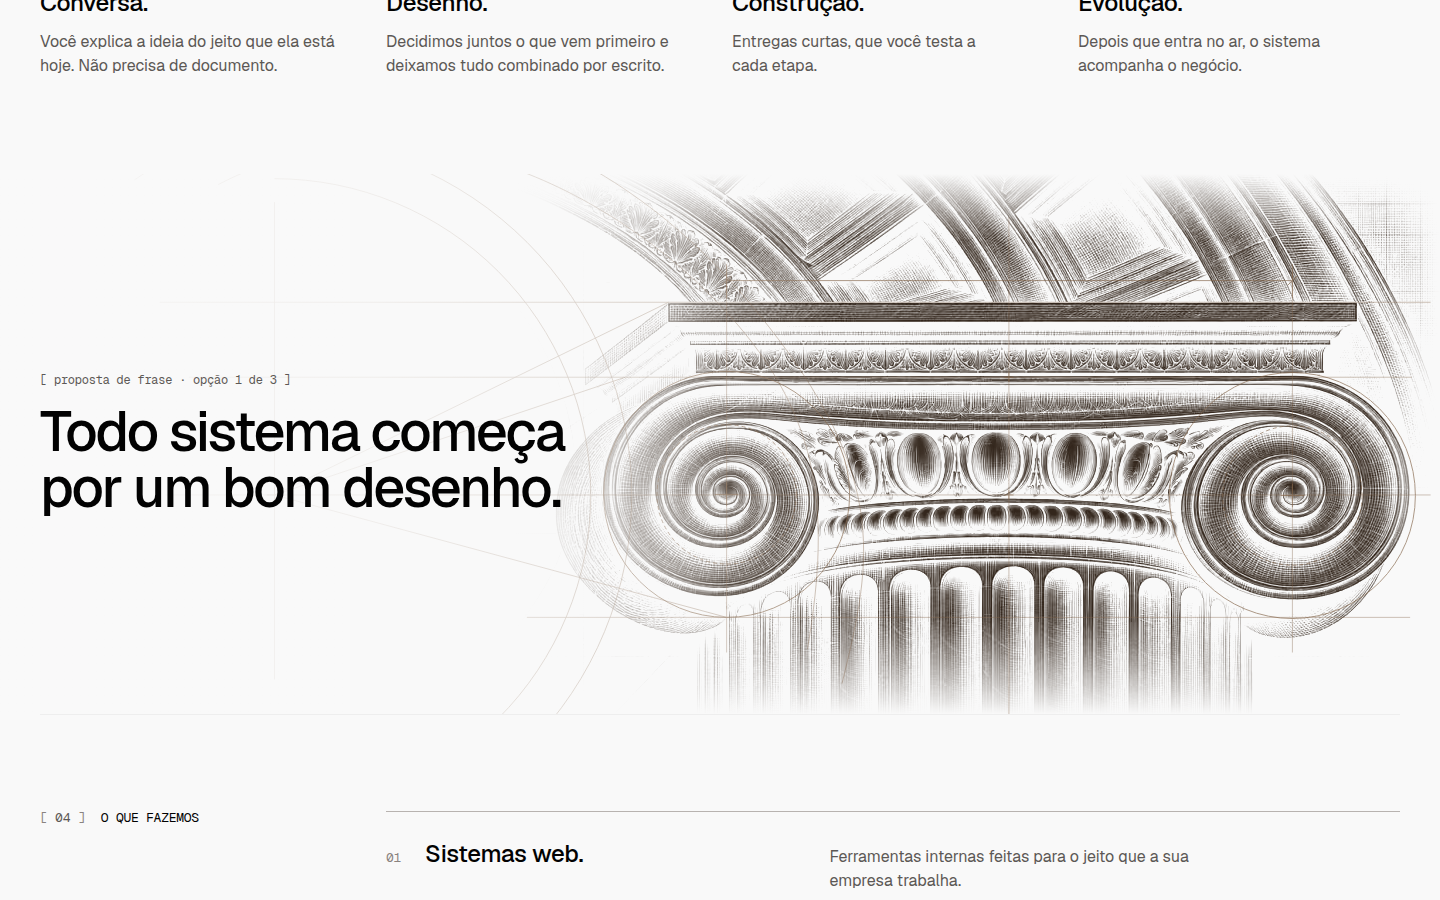 Conversa.
Você explica a ideia do jeito que ela está
hoje. Não precisa de documento.
Desenho.
Decidimos juntos o que vem primeiro e
deixamos tudo combinado por escrito.
Construção.
Entregas curtas, que você testa a
cada etapa.
Evolução.
Depois que entra no ar, o sistema
acompanha o negócio.
[ proposta de frase · opção 1 de 3 ]
Todo sistema começa
por um bom desenho.
[ 04 ] O QUE FAZEMOS
01 Sistemas web.
Ferramentas internas feitas para o jeito que a sua
empresa trabalha.